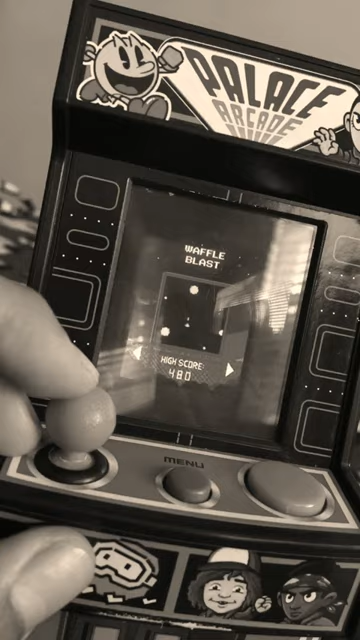 PALACE
ARCADE
WAFFLE
BLAST
HIGH SCORE:
480
MENU